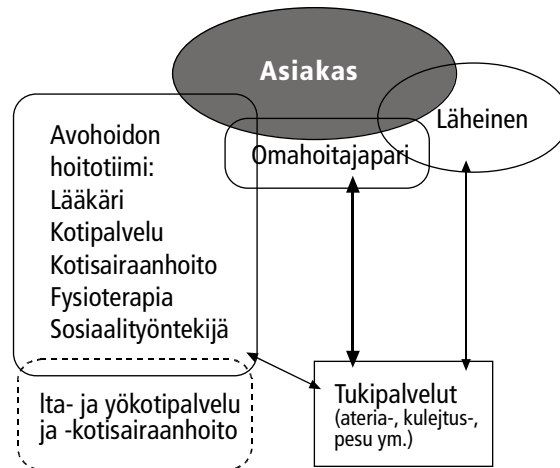 Asiakas
Läheinen
Omahoitajapari
Avohoidon
hoitotiimi:
Lääkäri
Kotipalvelu
Kotisairaanhoito
Fysioterapia
Sosiaalityöntekijä
Ita- ja yökotipalvelu
ja -kotisairaanhoito
Tukipalvelut
(ateria-, kulejtus-,
pesu ym.)